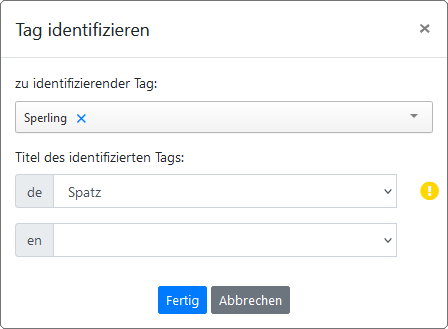 Tag identifizieren ×
zu identifizierender Tag:
Sperling ×
Titel des identifizierten Tags:
de Spatz
en
Fertig Abbrechen